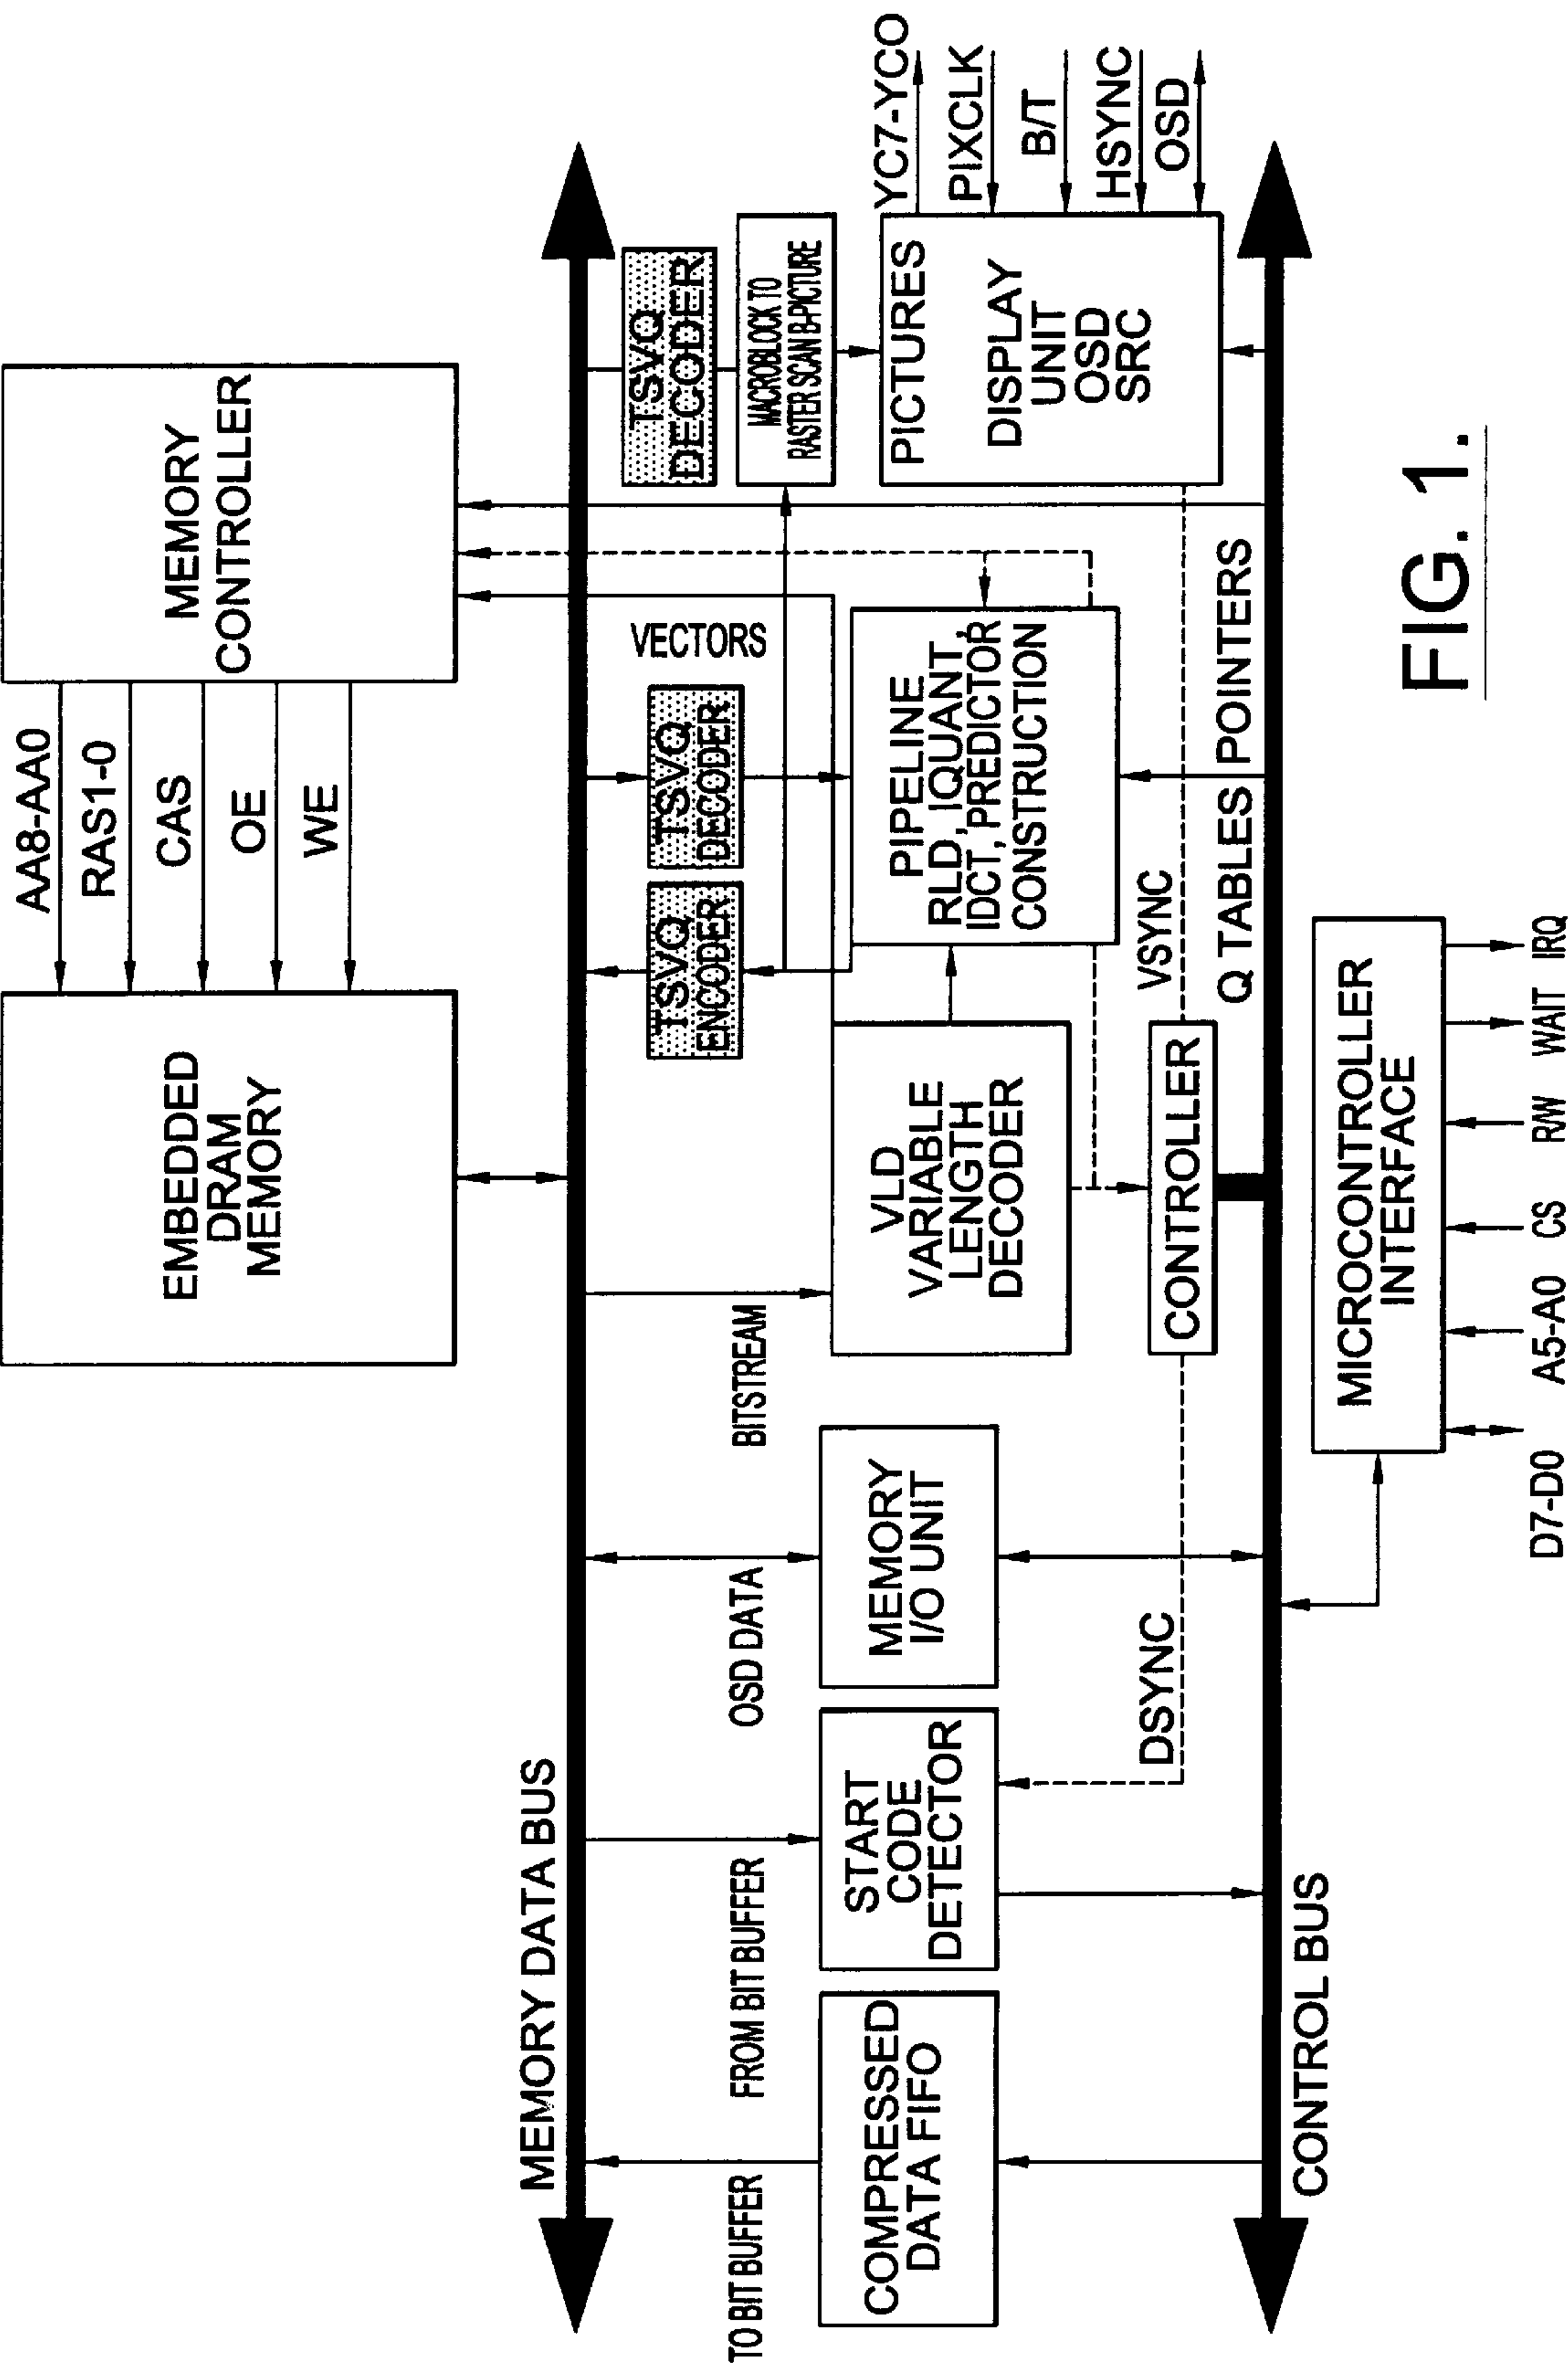 EMBEDDED
DRAM
MEMORY
AA8-AA0
RAS1-0
CAS
OE
WE
MEMORY
CONTROLLER
MEMORY DATA BUS
TO BIT BUFFER
FROM BIT BUFFER
OSD DATA
BITSTREAM
TSVQ
ENCODER
TSVQ
DECODER
VECTORS
TSVQ
DECODER
MACROBLOCK TO
RASTER SCAN B-PICTURE
COMPRESSED
DATA FIFO
START
CODE
DETECTOR
MEMORY
I/O UNIT
VLD
VARIABLE
LENGTH
DECODER
PIPELINE
RLD, IQUANT,
IDCT, PREDICTOR
CONSTRUCTION
PICTURES
DISPLAY
UNIT
OSD
SRC
YC7-YCO
PIXCLK
B/T
HSYNC
OSD
DSYNC
CONTROLLER
VSYNC
Q TABLES POINTERS
CONTROL BUS
MICROCONTROLLER
INTERFACE
D7-D0
A5-A0
CS
R/W
WAIT
IRQ
FIG. 1.